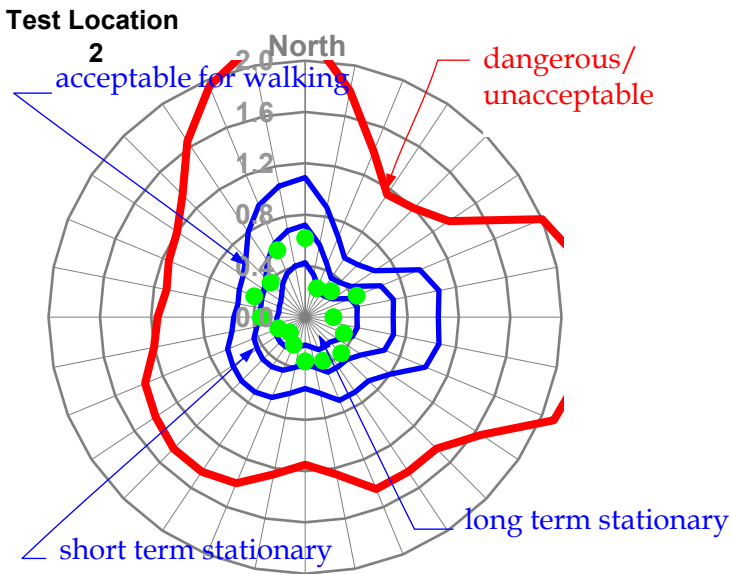 Test Location
2
North
acceptable for walking
dangerous/
unacceptable
2.0
1.6
1.2
0.8
0.4
0.0
long term stationary
short term stationary